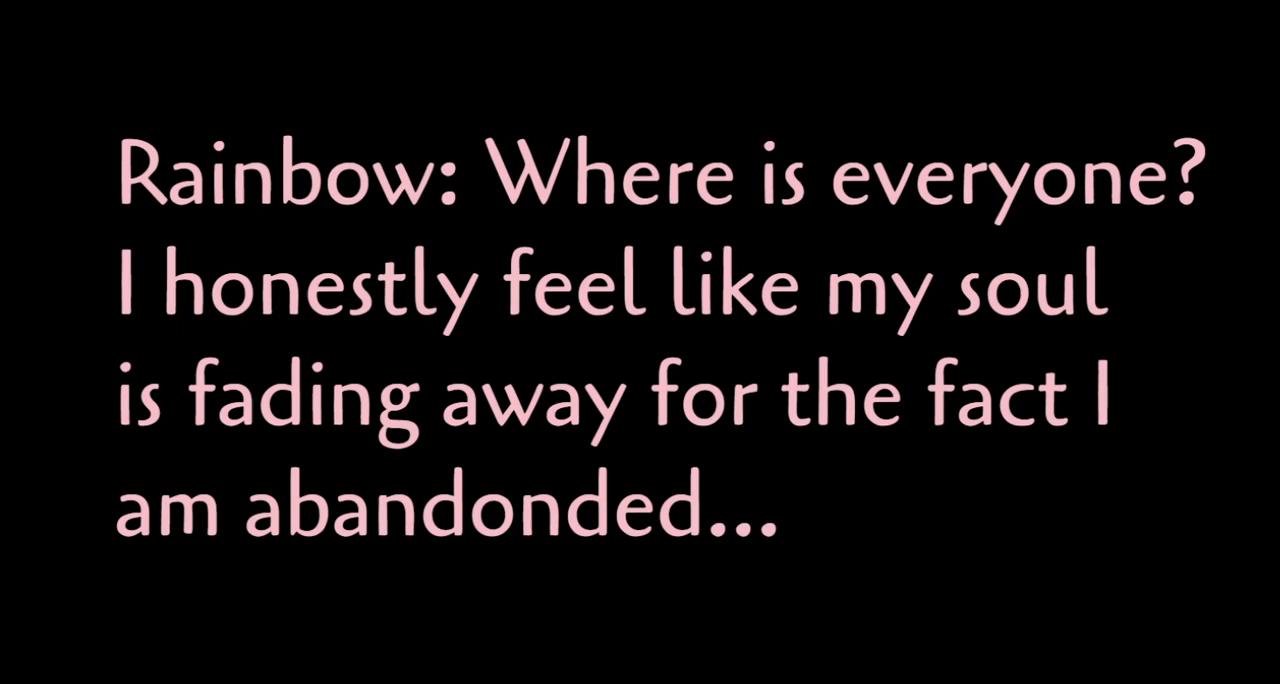 Rainbow: Where is everyone?
I honestly feel like my soul
is fading away for the fact I
am abandonded...